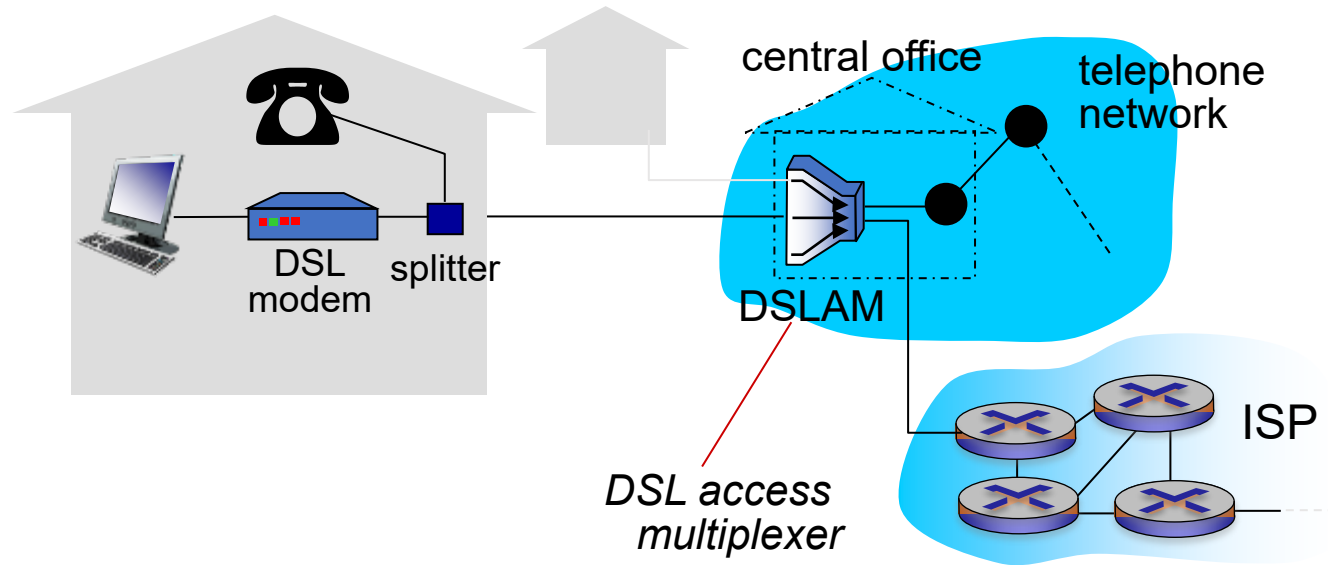 central office
telephone
network
DSL
modem
splitter
DSLAM
ISP
DSL access
multiplexer